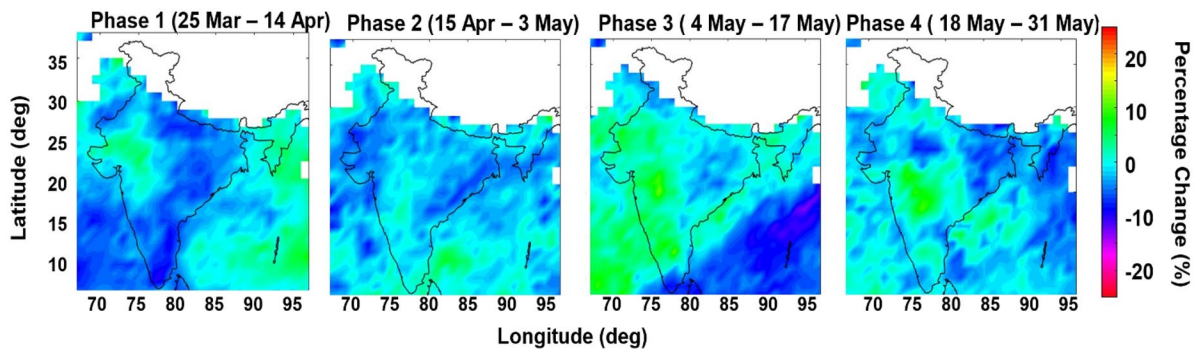 Phase 1 (25 Mar – 14 Apr)
Phase 2 (15 Apr – 3 May)
Phase 3 ( 4 May – 17 May)
Phase 4 ( 18 May – 31 May)
Latitude (deg)
35
30
25
20
15
10
70 75 80 85 90 95
70 75 80 85 90 95
70 75 80 85 90 95
70 75 80 85 90 95
Longitude (deg)
20
10
0
-10
-20
Percentage Change (%)